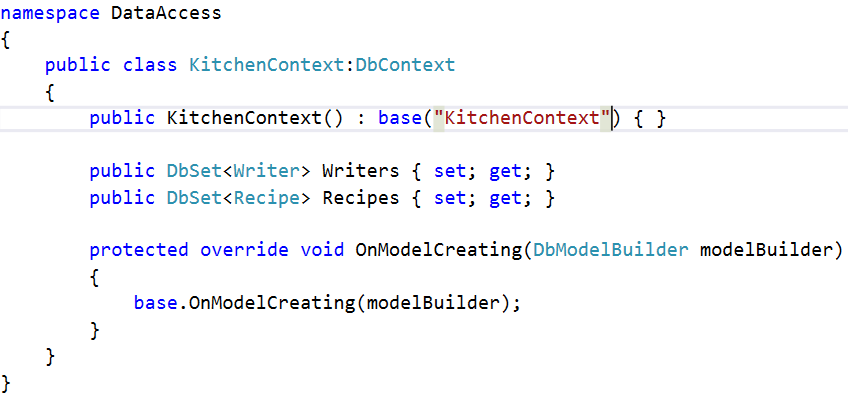 namespace DataAccess
{
    public class KitchenContext:DbContext
    {
        public KitchenContext() : base("KitchenContext") { }

        public DbSet<Writer> Writers { set; get; }
        public DbSet<Recipe> Recipes { set; get; }

        protected override void OnModelCreating(DbModelBuilder modelBuilder)
        {
            base.OnModelCreating(modelBuilder);
        }
    }
}